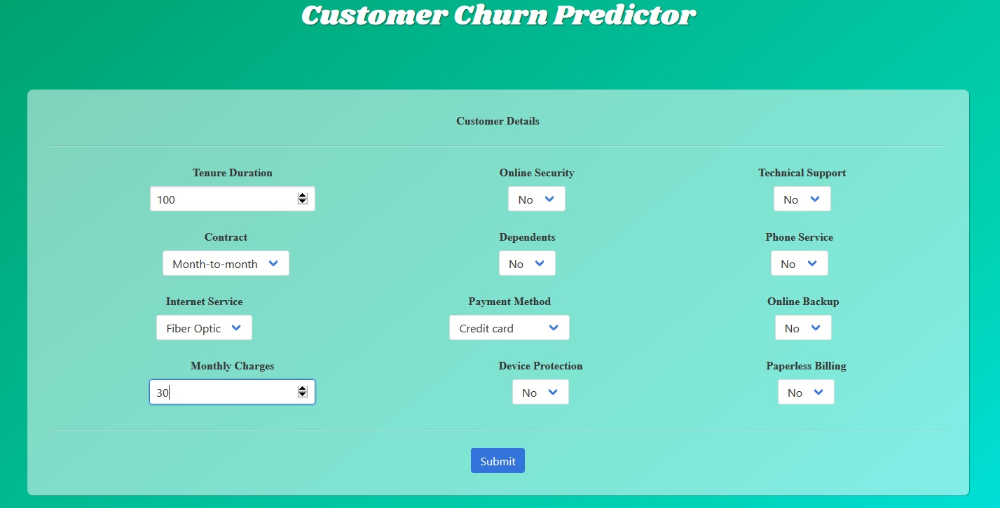 Customer Churn Predictor
Customer Details
Tenure Duration Online Security Technical Support
100 No No
Contract Dependents Phone Service
Month-to-month No No
Internet Service Payment Method Online Backup
Fiber Optic Credit card No
Monthly Charges Device Protection Paperless Billing
30 No No
Submit